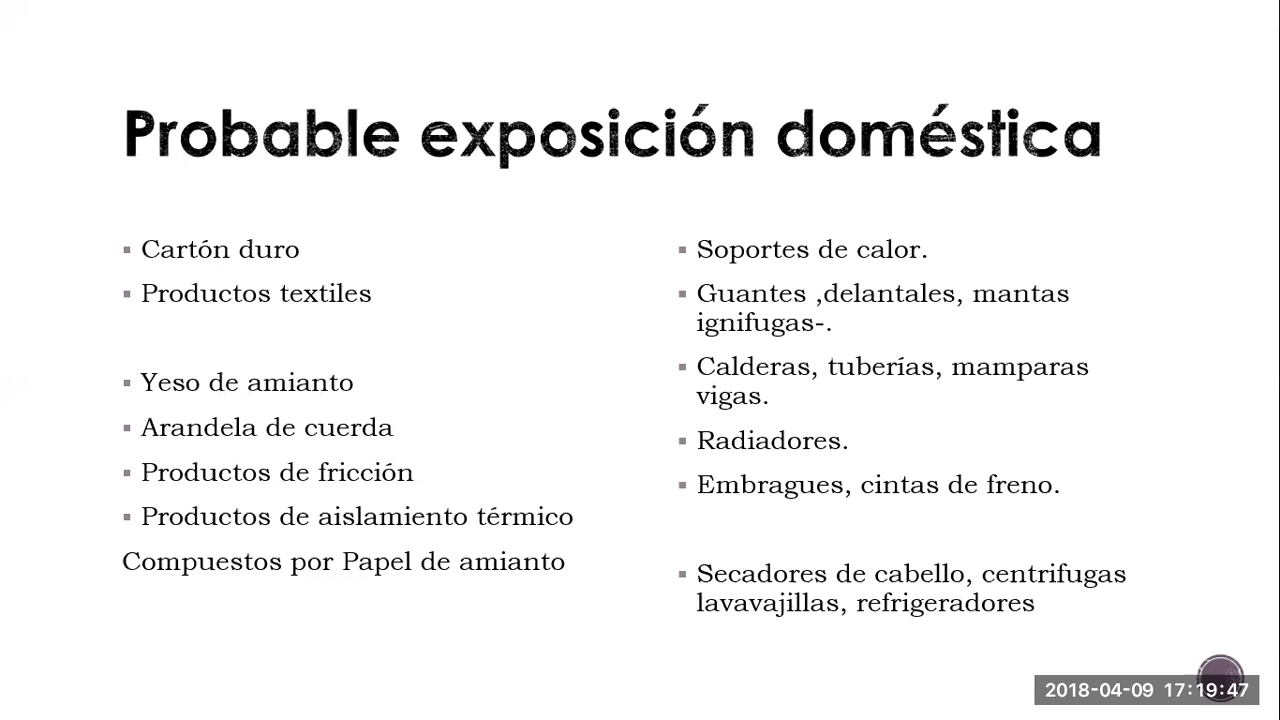 Probable exposición doméstica
▪ Cartón duro
▪ Productos textiles
▪ Yeso de amianto
▪ Arandela de cuerda
▪ Productos de fricción
▪ Productos de aislamiento térmico
Compuestos por Papel de amianto
▪ Soportes de calor.
▪ Guantes ,delantales, mantas
ignifugas-.
▪ Calderas, tuberías, mamparas
vigas.
▪ Radiadores.
▪ Embragues, cintas de freno.
▪ Secadores de cabello, centrifugas
lavavajillas, refrigeradores
2018-04-09 17:19:47